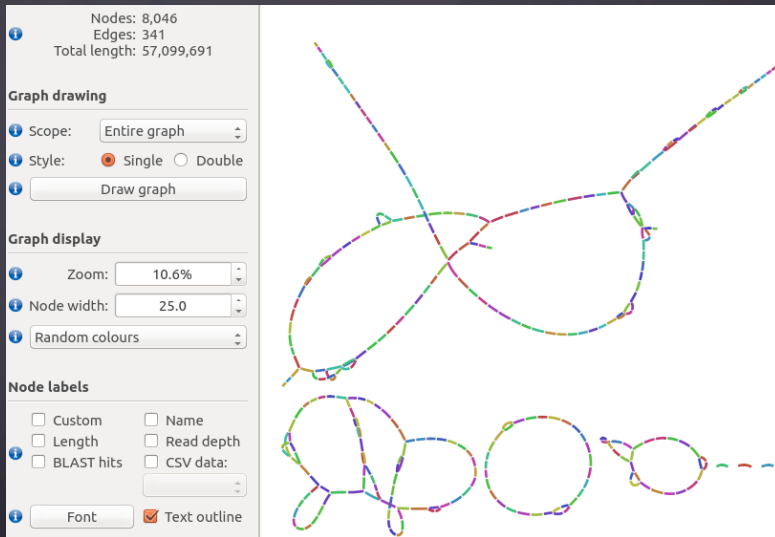 Nodes: 8,046
Edges: 341
Total length: 57,099,691
Graph drawing
Scope: Entire graph
Style: Single Double
Draw graph
Graph display
Zoom: 10.6%
Node width: 25.0
Random colours
Node labels
Custom Name
Length Read depth
BLAST hits CSV data:
Font Text outline